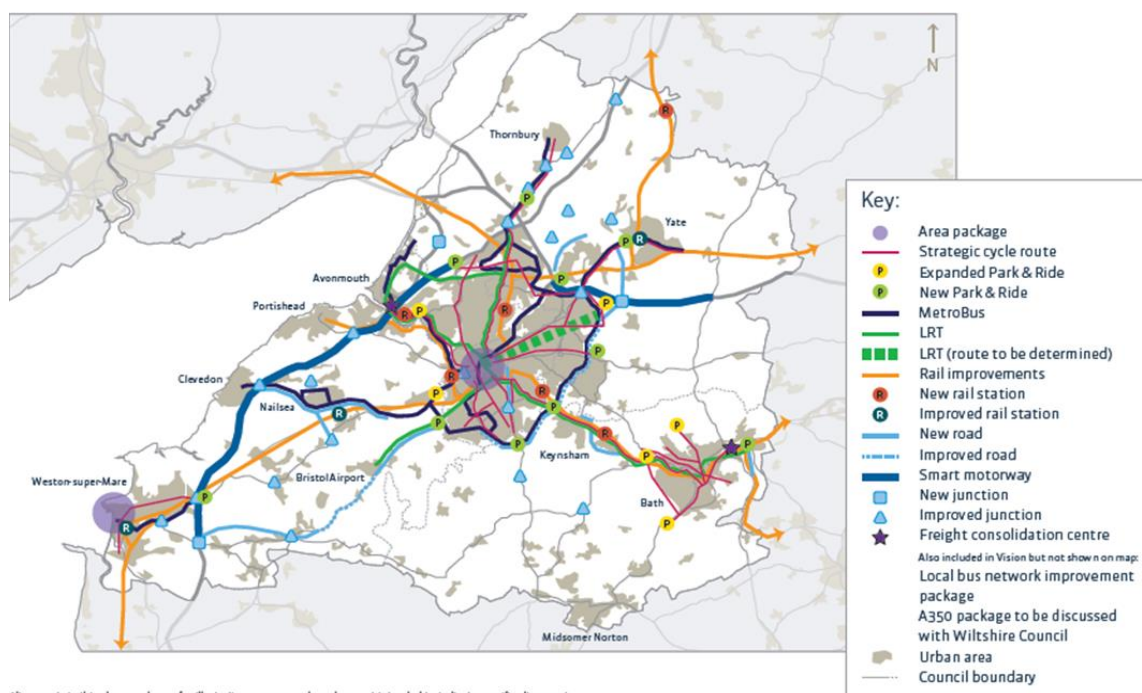 N
Thornbury
Yate
Avonmouth
Portishead
Clevedon
Nailsea
Bristol Airport
Keynsham
Weston-super-Mare
Bath
Midsomer Norton
P
R
Key:
Area package
Strategic cycle route
P Expanded Park & Ride
P New Park & Ride
MetroBus
LRT
LRT (route to be determined)
Rail improvements
R New rail station
R Improved rail station
New road
Improved road
Smart motorway
New junction
Improved junction
Freight consolidation centre
Also included in Vision but not shown on map:
Local bus network improvement
package
A350 package to be discussed
with Wiltshire Council
Urban area
Council boundary